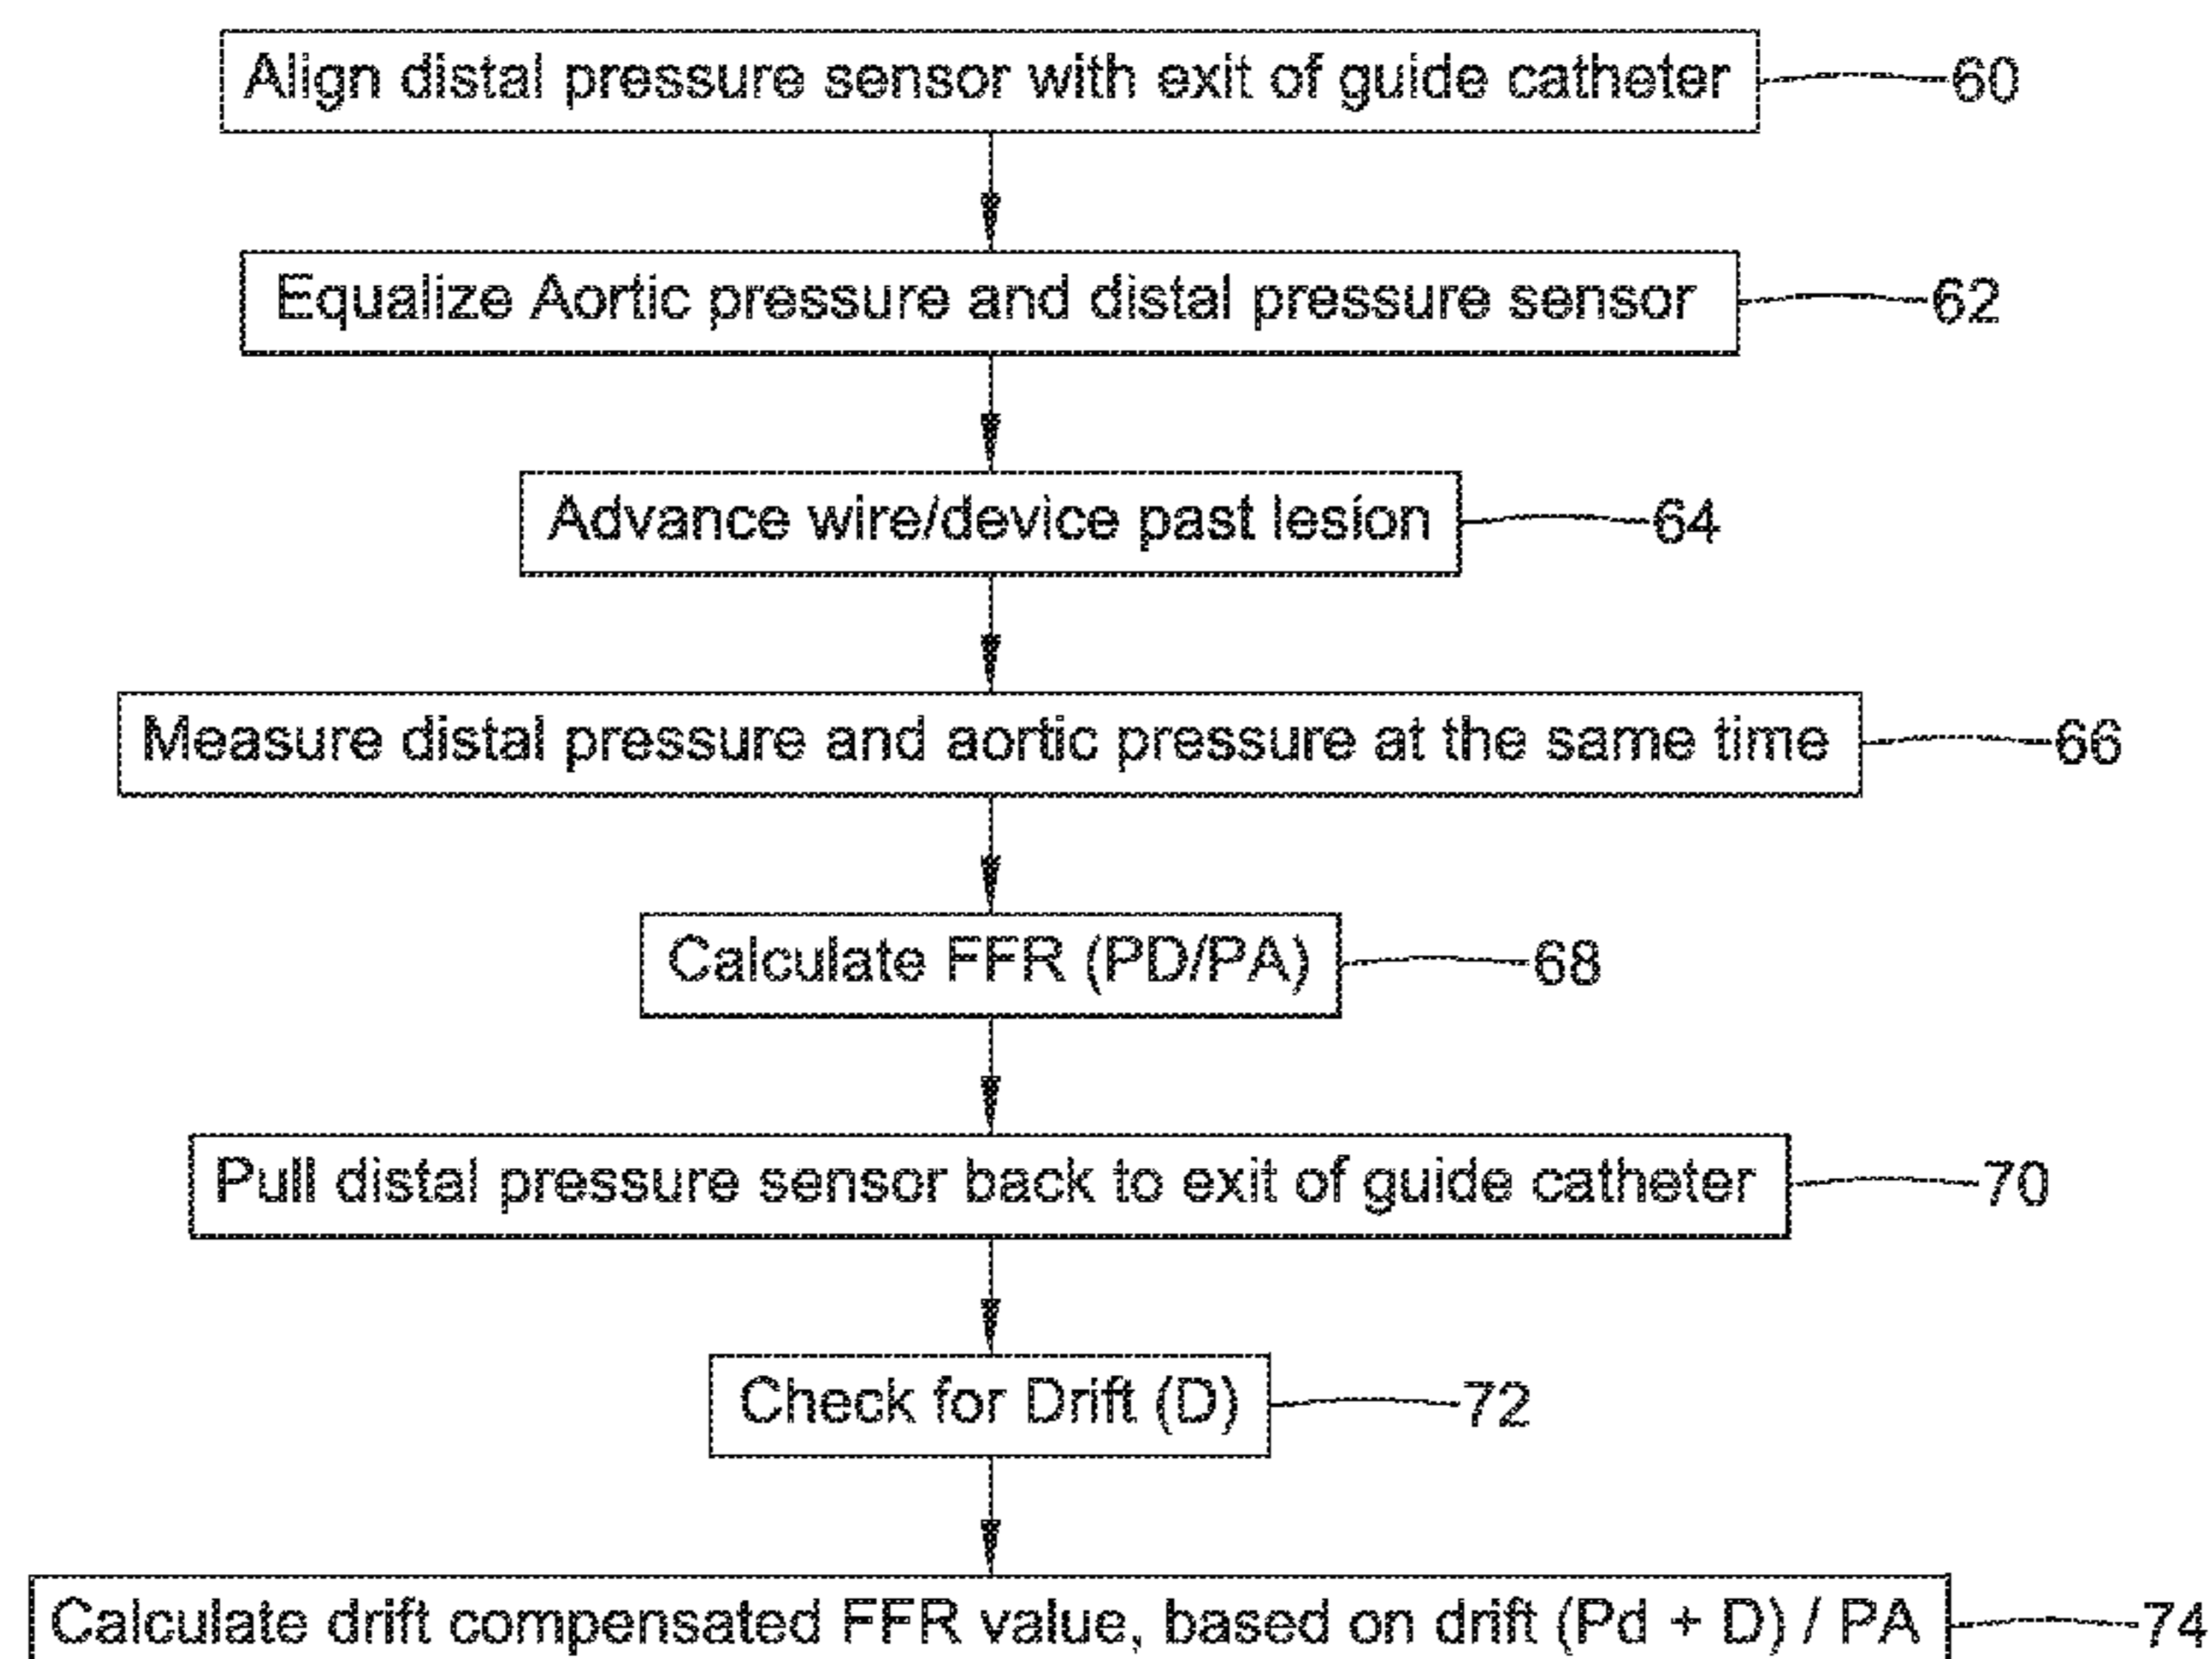 Align distal pressure sensor with exit of guide catheter 60
Equalize Aortic pressure and distal pressure sensor 62
Advance wire/device past lesion 64
Measure distal pressure and aortic pressure at the same time 66
Calculate FFR (PD/PA) 68
Pull distal pressure sensor back to exit of guide catheter 70
Check for Drift (D) 72
Calculate drift compensated FFR value, based on drift (Pd + D) / PA 74